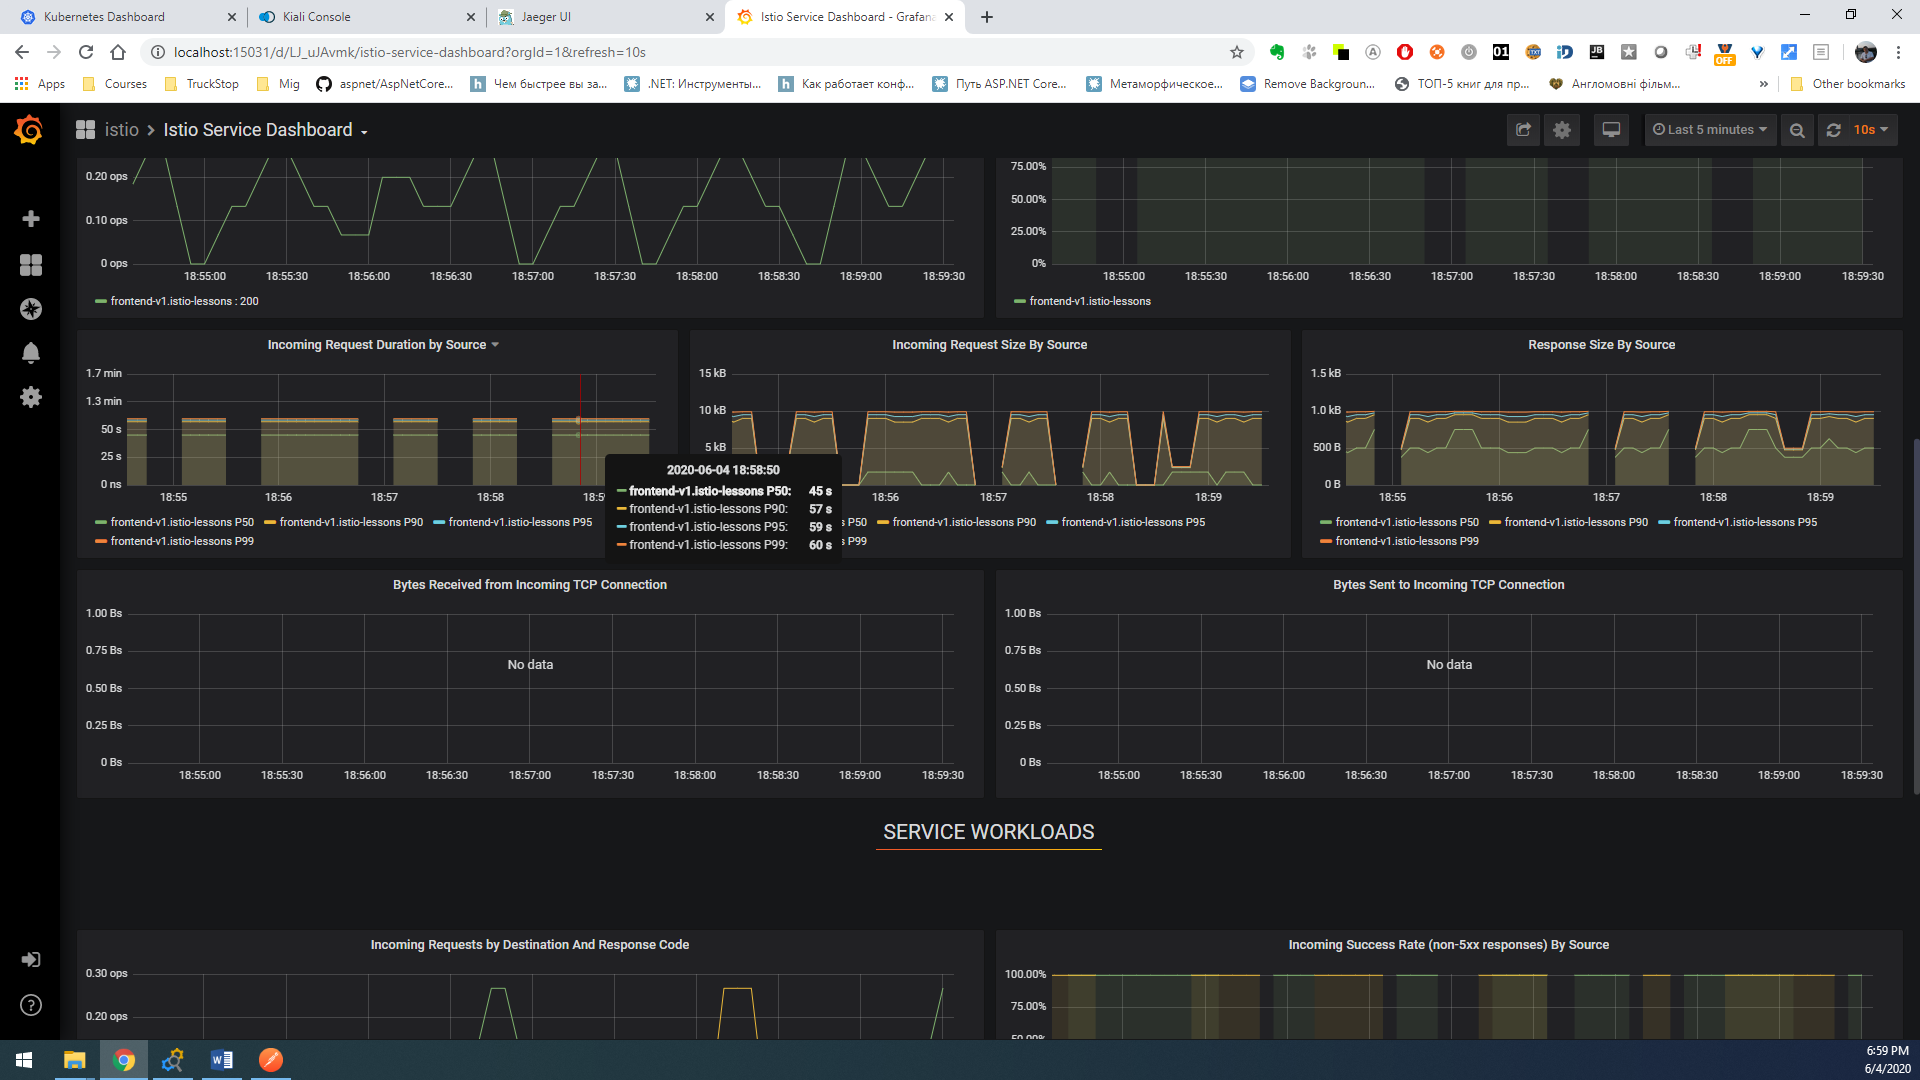 Kubernetes Dashboard
Kiali Console
Jaeger UI
Istio Service Dashboard - Grafana
localhost:15031/d/LJ_uJAvmk/istio-service-dashboard?orgId=1&refresh=10s
01
JB
OFF
Apps
Courses
TruckStop
Mig
aspnet/AspNetCore...
Чем быстрее вы за...
.NET: Инструменты...
Как работает конф...
Путь ASP.NET Core...
Метаморфическое...
Remove Backgroun...
ТОП-5 книг для пр...
Англомовні фільм...
»
Other bookmarks
istio > Istio Service Dashboard
Last 5 minutes
10s
0.20 ops
0.10 ops
0 ops
18:55:00 18:55:30 18:56:00 18:56:30 18:57:00 18:57:30 18:58:00 18:58:30 18:59:00 18:59:30
frontend-v1.istio-lessons : 200
75.00%
50.00%
25.00%
0%
18:55:00 18:55:30 18:56:00 18:56:30 18:57:00 18:57:30 18:58:00 18:58:30 18:59:00 18:59:30
frontend-v1.istio-lessons
Incoming Request Duration by Source
1.7 min
1.3 min
50 s
25 s
0 ns
18:55 18:56 18:57 18:58 18:5
frontend-v1.istio-lessons P50 frontend-v1.istio-lessons P90 frontend-v1.istio-lessons P95
frontend-v1.istio-lessons P99
2020-06-04 18:58:50
frontend-v1.istio-lessons P50: 45 s
frontend-v1.istio-lessons P90: 57 s
frontend-v1.istio-lessons P95: 59 s
frontend-v1.istio-lessons P99: 60 s
Incoming Request Size By Source
15 kB
10 kB
5 kB
18:56 18:57 18:58 18:59
P50 frontend-v1.istio-lessons P90 frontend-v1.istio-lessons P95
P99
Response Size By Source
1.5 kB
1.0 kB
500 B
0 B
18:55 18:56 18:57 18:58 18:59
frontend-v1.istio-lessons P50 frontend-v1.istio-lessons P90 frontend-v1.istio-lessons P95
frontend-v1.istio-lessons P99
Bytes Received from Incoming TCP Connection
1.00 Bs
0.75 Bs
No data
0.50 Bs
0.25 Bs
0 Bs
18:55:00 18:55:30 18:56:00 18:56:30 18:57:00 18:57:30 18:58:00 18:58:30 18:59:00 18:59:30
Bytes Sent to Incoming TCP Connection
1.00 Bs
0.75 Bs
No data
0.50 Bs
0.25 Bs
0 Bs
18:55:00 18:55:30 18:56:00 18:56:30 18:57:00 18:57:30 18:58:00 18:58:30 18:59:00 18:59:30
SERVICE WORKLOADS
Incoming Requests by Destination And Response Code
0.30 ops
0.20 ops
Incoming Success Rate (non-5xx responses) By Source
100.00%
75.00%
50.00%
6:59 PM
6/4/2020